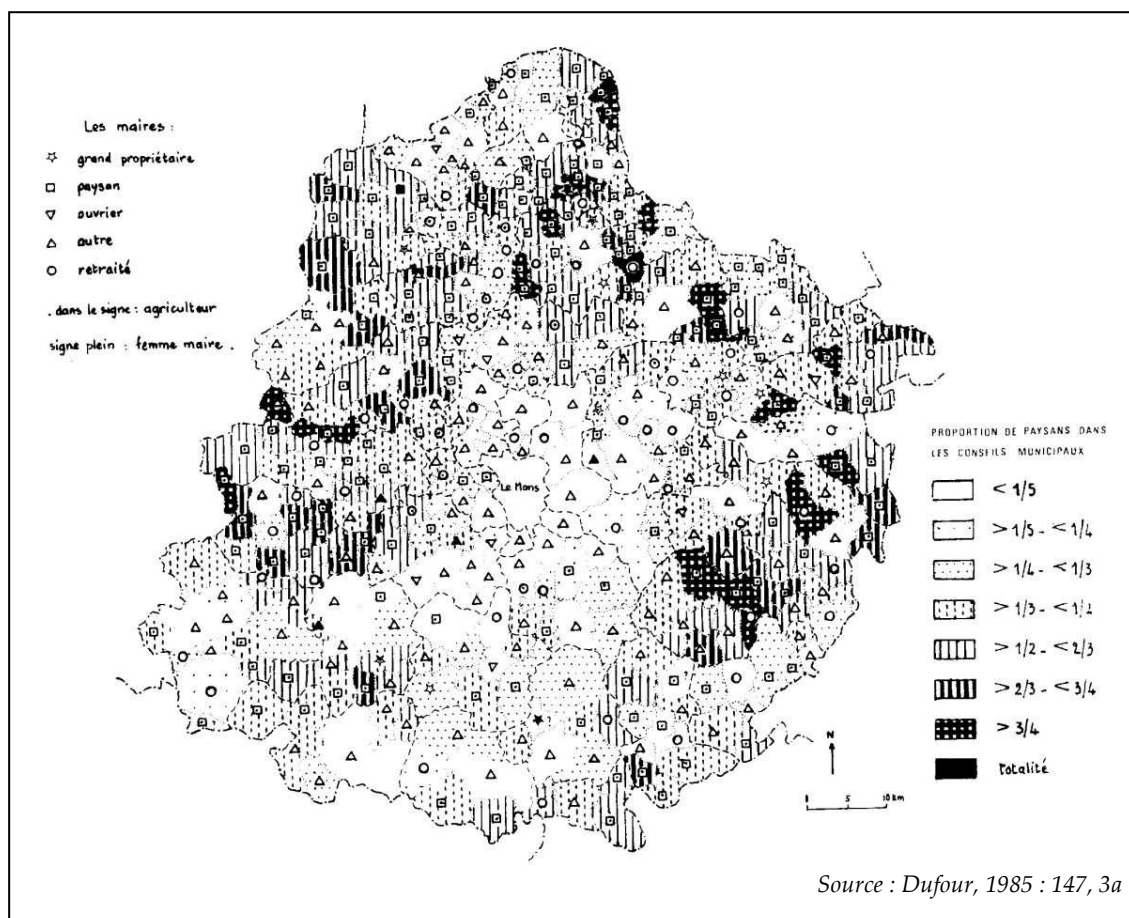 Les maires :
grand propriétaire
paysan
ouvrier
autre
retraité
. dans le signe : agriculteur
signe plein : femme maire .
Le Mans
PROPORTION DE PAYSANS DANS
LES CONSEILS MUNICIPAUX
< 1/5
> 1/5 - < 1/4
> 1/4 - < 1/3
> 1/3 - < 1/2
> 1/2 - < 2/3
> 2/3 - < 3/4
> 3/4
Totalité
N
5 10 km
Source : Dufour, 1985 : 147, 3a